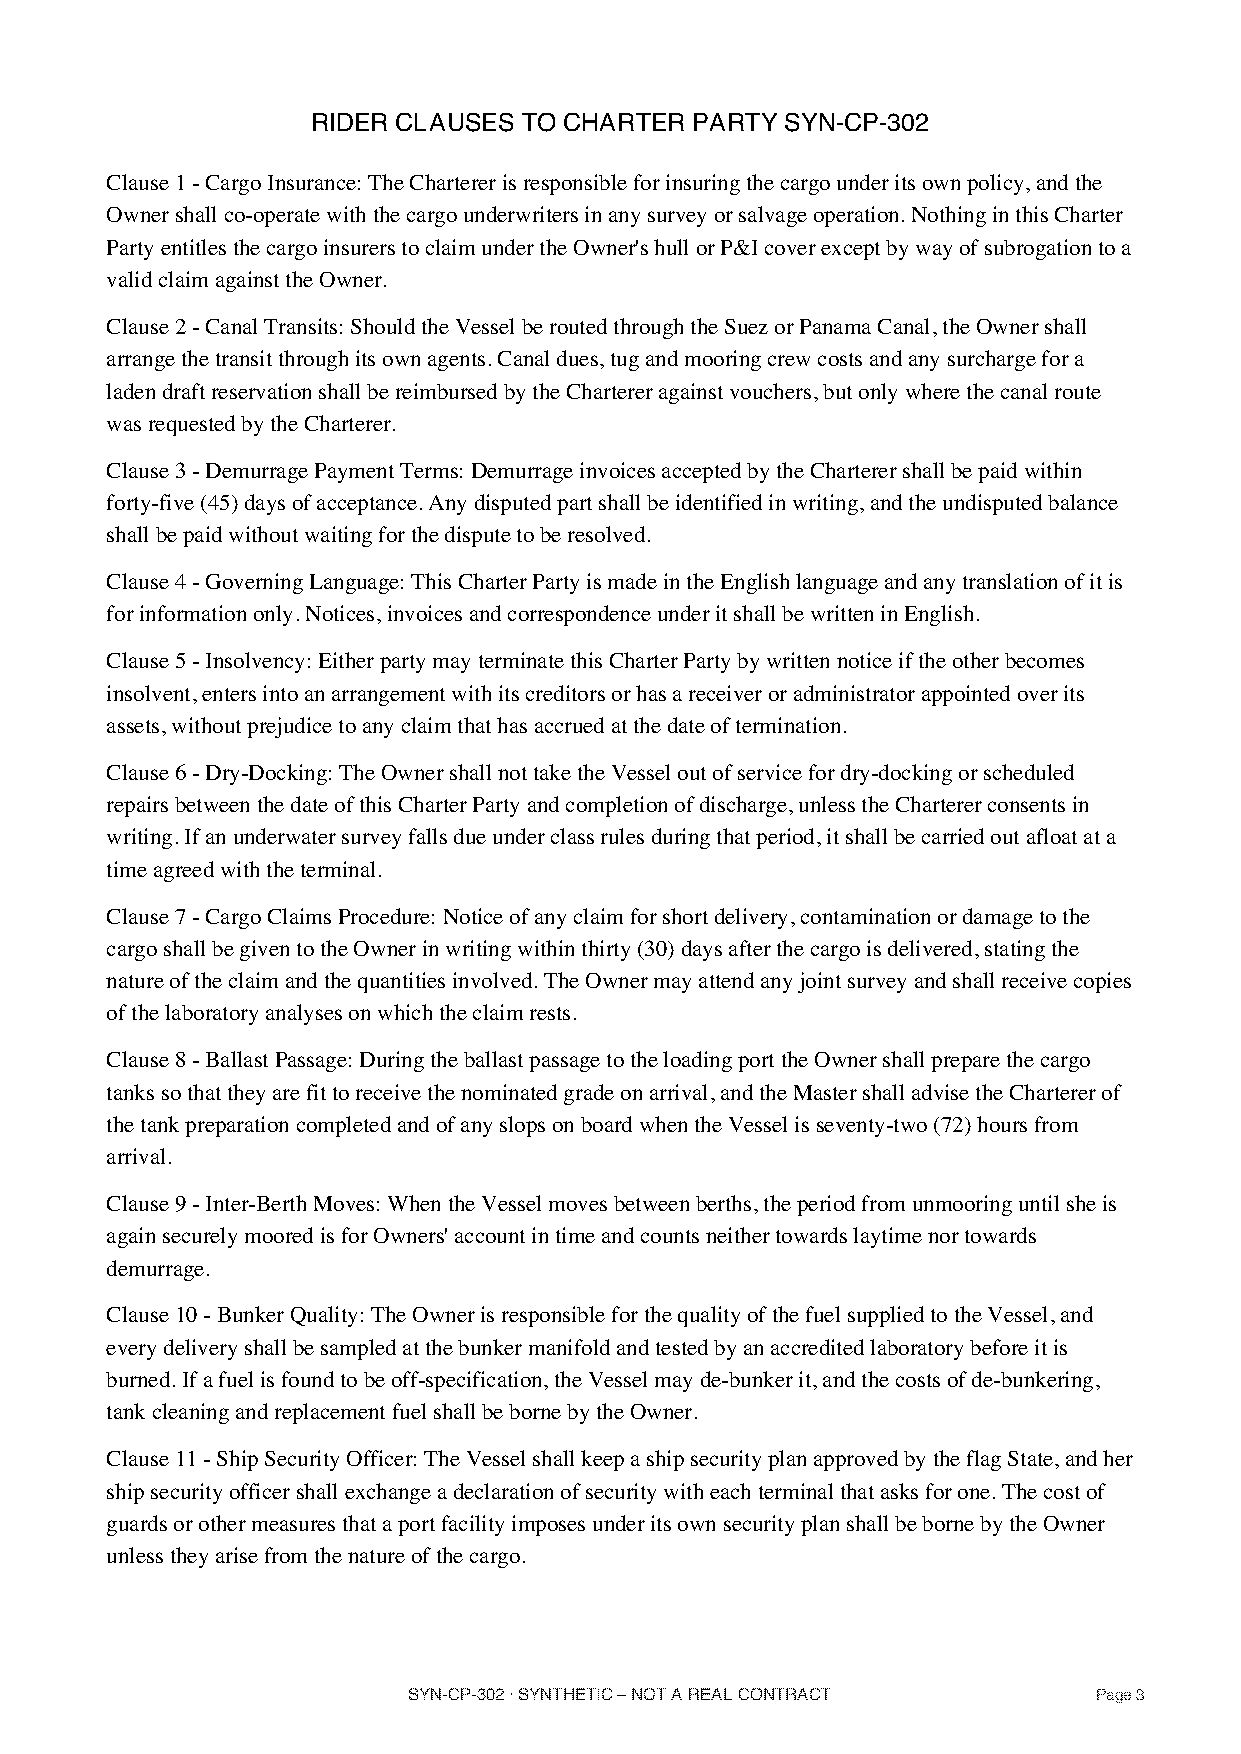 RIDER CLAUSES TO CHARTER PARTY SYN-CP-302
Clause 1 - Cargo Insurance: The Charterer is responsible for insuring the cargo under its own policy, and the
Owner shall co-operate with the cargo underwriters in any survey or salvage operation. Nothing in this Charter
Party entitles the cargo insurers to claim under the Owner's hull or P&I cover except by way of subrogation to a
valid claim against the Owner.
Clause 2 - Canal Transits: Should the Vessel be routed through the Suez or Panama Canal, the Owner shall
arrange the transit through its own agents. Canal dues, tug and mooring crew costs and any surcharge for a
laden draft reservation shall be reimbursed by the Charterer against vouchers, but only where the canal route
was requested by the Charterer.
Clause 3 - Demurrage Payment Terms: Demurrage invoices accepted by the Charterer shall be paid within
forty-five (45) days of acceptance. Any disputed part shall be identified in writing, and the undisputed balance
shall be paid without waiting for the dispute to be resolved.
Clause 4 - Governing Language: This Charter Party is made in the English language and any translation of it is
for information only. Notices, invoices and correspondence under it shall be written in English.
Clause 5 - Insolvency: Either party may terminate this Charter Party by written notice if the other becomes
insolvent, enters into an arrangement with its creditors or has a receiver or administrator appointed over its
assets, without prejudice to any claim that has accrued at the date of termination.
Clause 6 - Dry-Docking: The Owner shall not take the Vessel out of service for dry-docking or scheduled
repairs between the date of this Charter Party and completion of discharge, unless the Charterer consents in
writing. If an underwater survey falls due under class rules during that period, it shall be carried out afloat at a
time agreed with the terminal.
Clause 7 - Cargo Claims Procedure: Notice of any claim for short delivery, contamination or damage to the
cargo shall be given to the Owner in writing within thirty (30) days after the cargo is delivered, stating the
nature of the claim and the quantities involved. The Owner may attend any joint survey and shall receive copies
of the laboratory analyses on which the claim rests.
Clause 8 - Ballast Passage: During the ballast passage to the loading port the Owner shall prepare the cargo
tanks so that they are fit to receive the nominated grade on arrival, and the Master shall advise the Charterer of
the tank preparation completed and of any slops on board when the Vessel is seventy-two (72) hours from
arrival.
Clause 9 - Inter-Berth Moves: When the Vessel moves between berths, the period from unmooring until she is
again securely moored is for Owners' account in time and counts neither towards laytime nor towards
demurrage.
Clause 10 - Bunker Quality: The Owner is responsible for the quality of the fuel supplied to the Vessel, and
every delivery shall be sampled at the bunker manifold and tested by an accredited laboratory before it is
burned. If a fuel is found to be off-specification, the Vessel may de-bunker it, and the costs of de-bunkering,
tank cleaning and replacement fuel shall be borne by the Owner.
Clause 11 - Ship Security Officer: The Vessel shall keep a ship security plan approved by the flag State, and her
ship security officer shall exchange a declaration of security with each terminal that asks for one. The cost of
guards or other measures that a port facility imposes under its own security plan shall be borne by the Owner
unless they arise from the nature of the cargo.
SYN-CP-302 · SYNTHETIC – NOT A REAL CONTRACT
Page 3